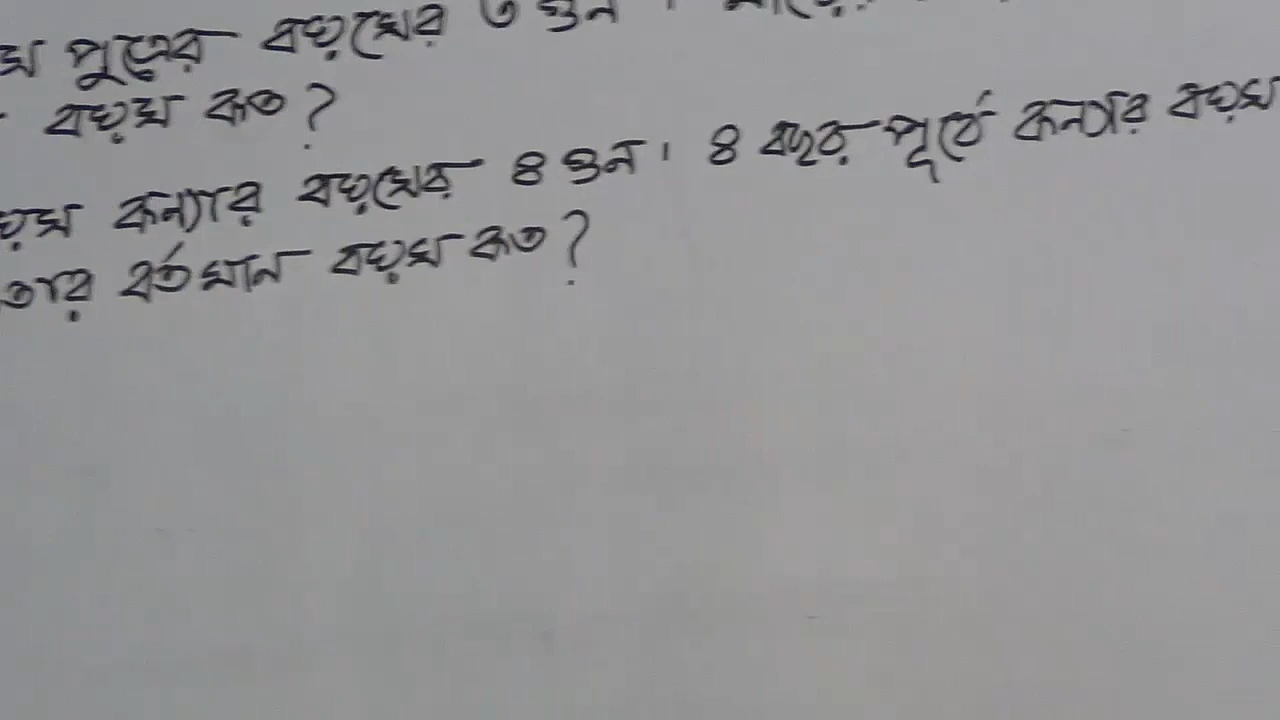 পুত্রের বয়সের ৩ গুন ।
বয়স কত ?
বয়স কন্যার বয়সের ৪ গুন । ৪ বছর পূর্বে কন্যার বয়স
তার বর্তমান বয়স কত ?